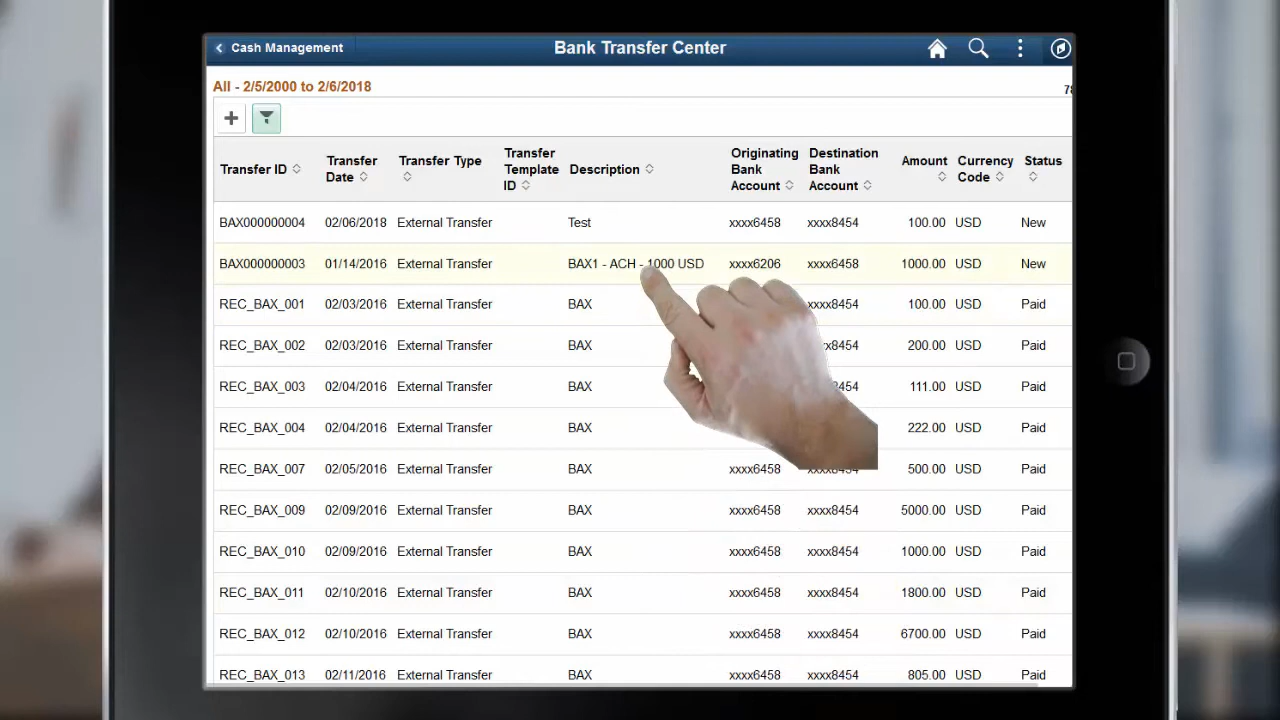 Cash Management
Bank Transfer Center
All - 2/5/2000 to 2/6/2018
Transfer ID Transfer Date Transfer Type Transfer Template ID Description Originating Bank Account Destination Bank Account Amount Currency Code Status
BAX000000004 02/06/2018 External Transfer Test xxxx6458 xxxx8454 100.00 USD New
BAX000000003 01/14/2016 External Transfer BAX1 - ACH - 1000 USD xxxx6206 xxxx6458 1000.00 USD New
REC_BAX_001 02/03/2016 External Transfer BAX xxxx8454 100.00 USD Paid
REC_BAX_002 02/03/2016 External Transfer BAX 200.00 USD Paid
REC_BAX_003 02/04/2016 External Transfer BAX 111.00 USD Paid
REC_BAX_004 02/04/2016 External Transfer BAX 222.00 USD Paid
REC_BAX_007 02/05/2016 External Transfer BAX xxxx6458 500.00 USD Paid
REC_BAX_009 02/09/2016 External Transfer BAX xxxx6458 xxxx8454 5000.00 USD Paid
REC_BAX_010 02/09/2016 External Transfer BAX xxxx6458 xxxx8454 1000.00 USD Paid
REC_BAX_011 02/10/2016 External Transfer BAX xxxx6458 xxxx8454 1800.00 USD Paid
REC_BAX_012 02/10/2016 External Transfer BAX xxxx6458 xxxx8454 6700.00 USD Paid
REC_BAX_013 02/11/2016 External Transfer BAX xxxx6458 xxxx8454 805.00 USD Paid